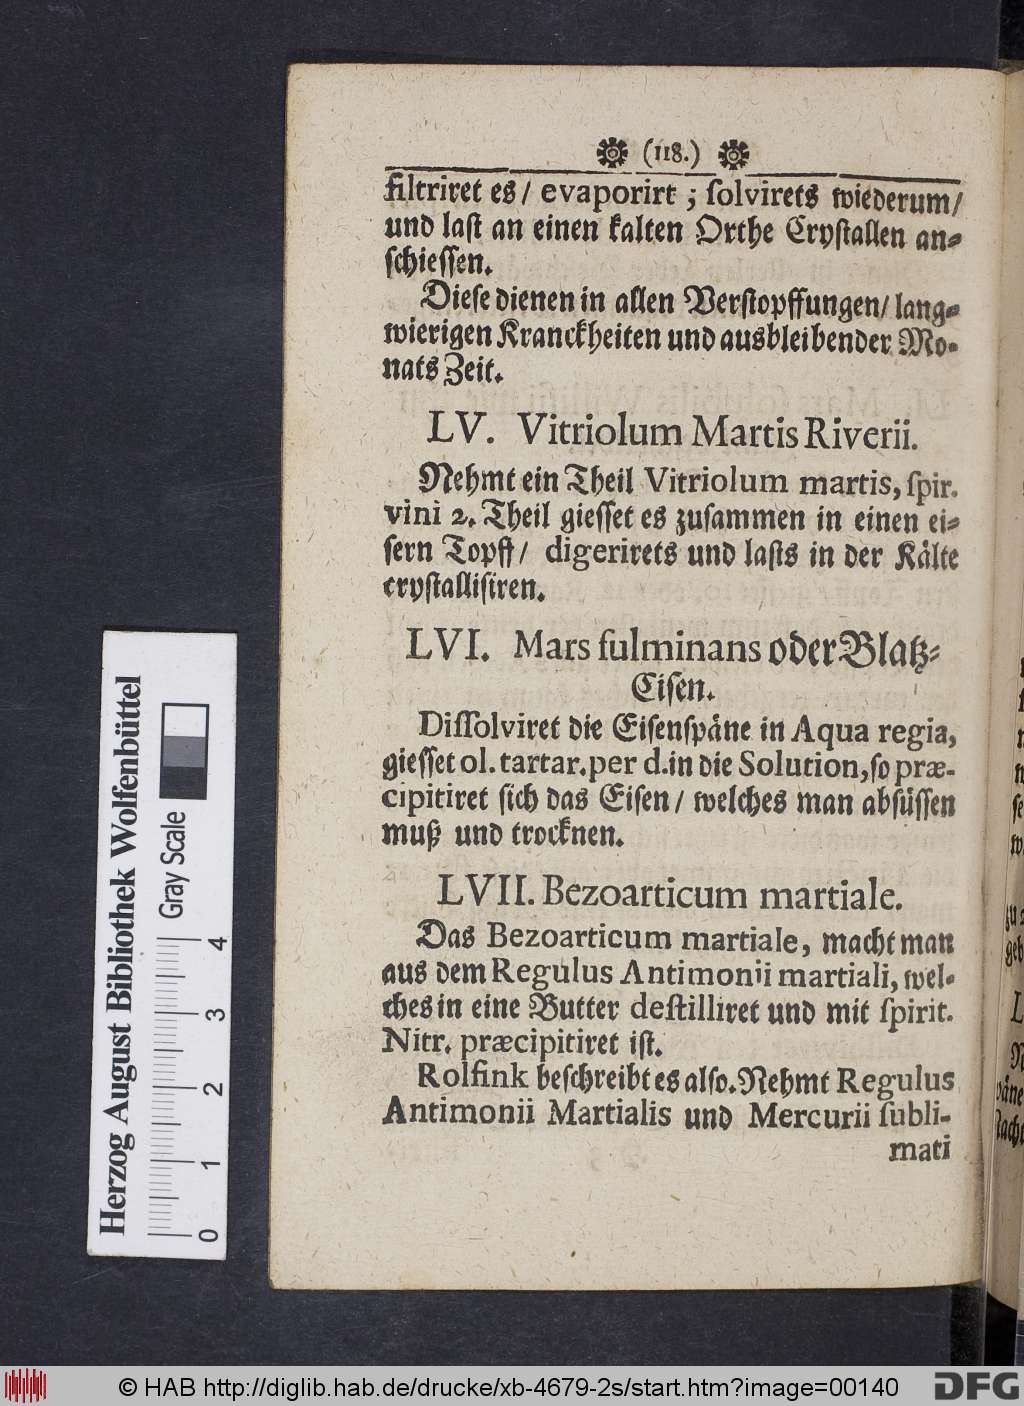 (118.)
filtriret es/ evaporirt; ſolvirets wiederum/
und laſt an einen kalten Orthe Cryſtallen an⸗
ſchieſſen.
Dieſe dienen in allen Verſtopffungen/ lang⸗
wierigen Kranckheiten und ausbleibender Mo⸗
nats Zeit.
LV. Vitriolum Martis Riverii.
Nehmt ein Theil Vitriolum martis, ſpir.
vini 2. Theil gieſſet es zuſammen in einen ei⸗
ſern Topff/ digerirets und laſts in der Kälte
cryſtalliſiren.
LVI. Mars fulminans oder Blatz⸗
Eiſen.
Diſſolviret die Eiſenſpäne in Aqua regia,
gieſſet ol. tartar. per d. in die Solution, ſo præ-
cipitiret ſich das Eiſen/ welches man abſüſſen
muß und trocknen.
LVII. Bezoarticum martiale.
Das Bezoarticum martiale, macht man
aus dem Regulus Antimonii martiali, wel⸗
ches in eine Butter deſtilliret und mit ſpirit.
Nitr. præcipitiret iſt.
Rolfink beſchreibt es alſo. Nehmt Regulus
Antimonii Martialis und Mercurii ſubli-
mati
Herzog August Bibliothek Wolfenbüttel
Gray Scale
0 1 2 3 4
© HAB http://diglib.hab.de/drucke/xb-4679-2s/start.htm?image=00140
DFG